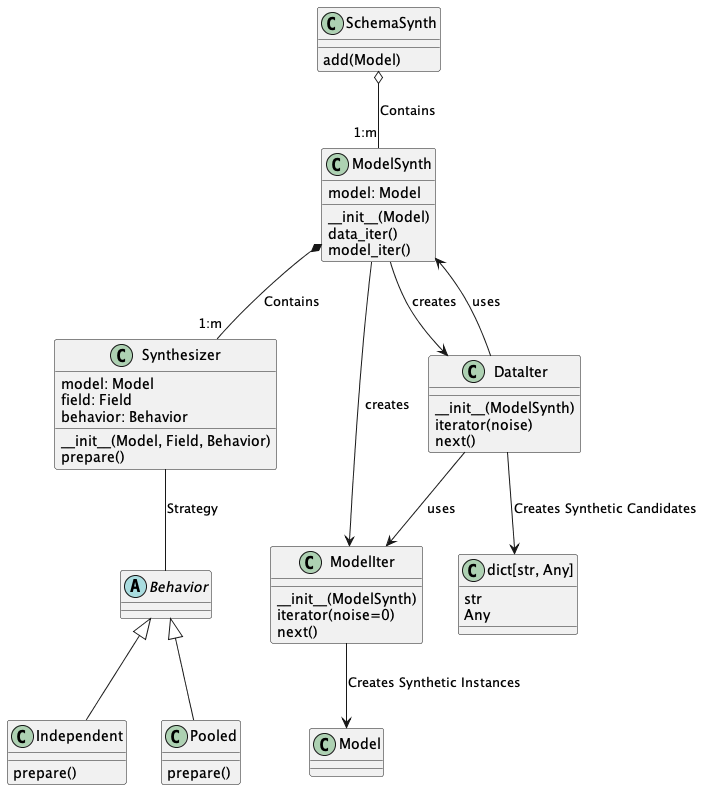 C SchemaSynth
add(Model)
Contains
1:m
C ModelSynth
model: Model
__init__(Model)
data_iter()
model_iter()
Contains
creates
uses
1:m
C Synthesizer
model: Model
field: Field
behavior: Behavior
__init__(Model, Field, Behavior)
prepare()
C DataIter
__init__(ModelSynth)
iterator(noise)
next()
creates
Strategy
uses
Creates Synthetic Candidates
A Behavior
C ModelIter
__init__(ModelSynth)
iterator(noise=0)
next()
C dict[str, Any]
str
Any
Creates Synthetic Instances
C Independent
prepare()
C Pooled
prepare()
C Model